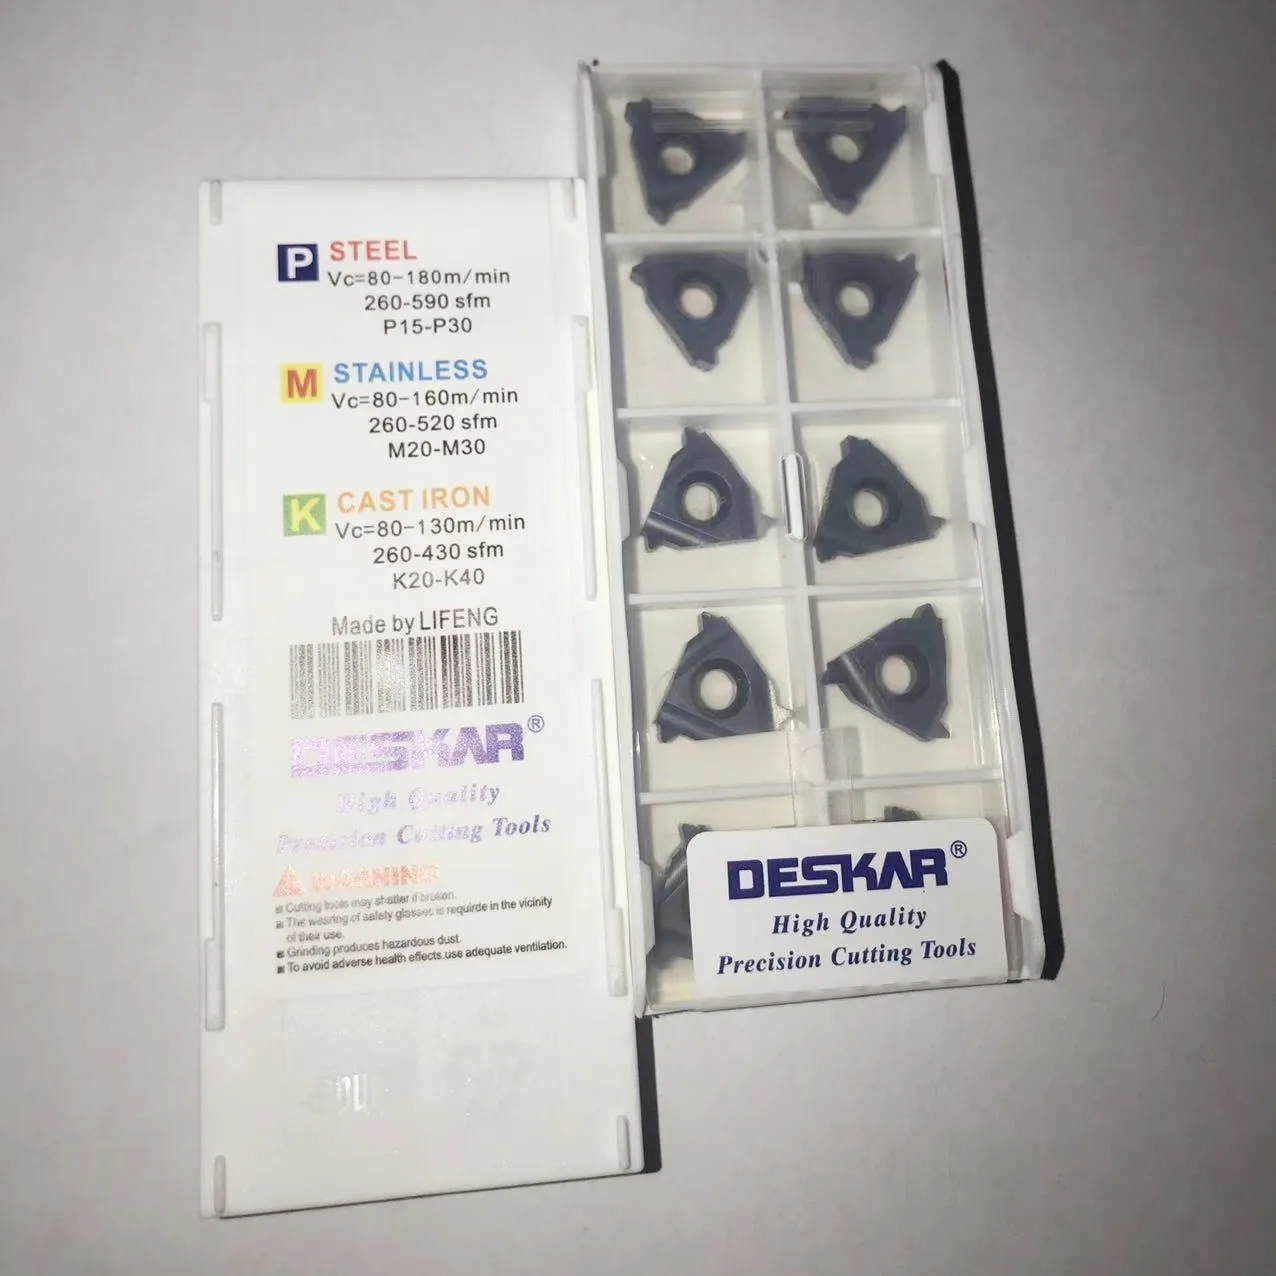 P STEEL
Vc=80-180m/min
260-590 sfm
P15-P30
M STAINLESS
Vc=80-160m/min
260-520 sfm
M20-M30
K CAST IRON
Vc=80-130m/min
260-430 sfm
K20-K40
Made by LIFENG
DESKAR®
High Quality
Precision Cutting Tools
WARNING
Cutting tools may shatter if broken.
The wearing of safety glasses is requirde in the vicinity
of their use.
Grinding produces hazardous dust.
To avoid adverse health effects.use adequate ventilation.
DESKAR®
High Quality
Precision Cutting Tools